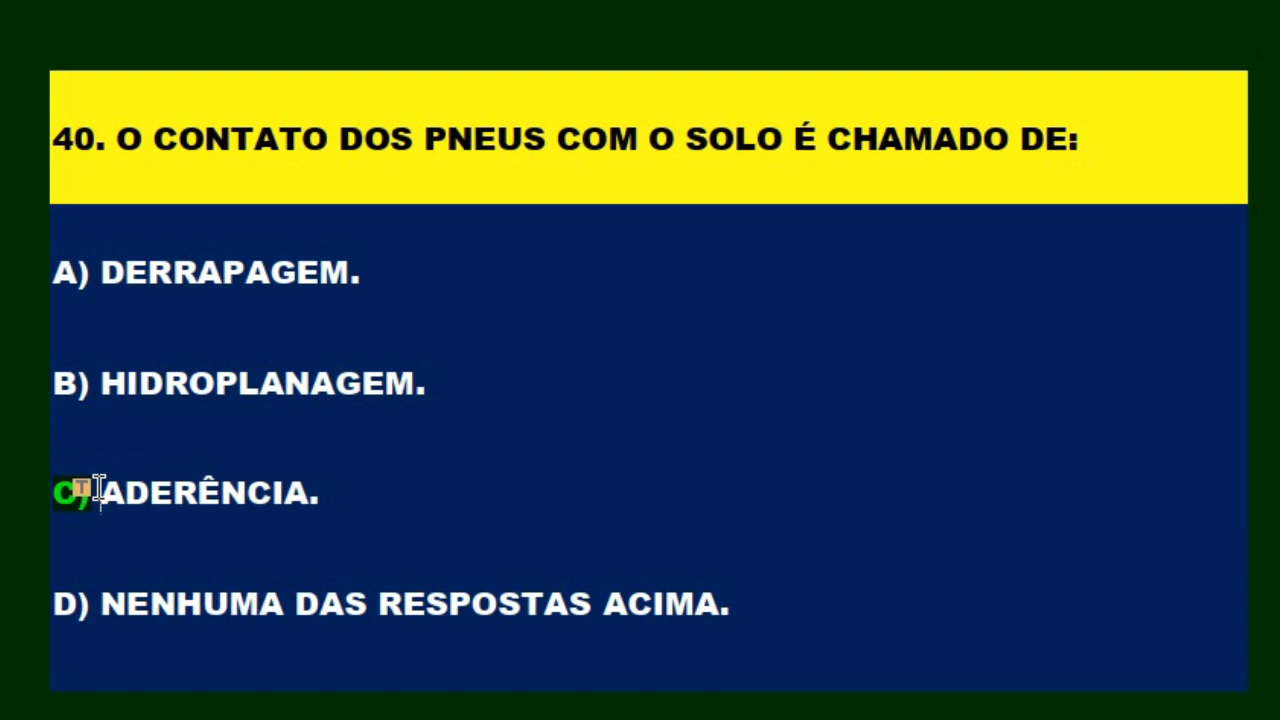 40. O CONTATO DOS PNEUS COM O SOLO É CHAMADO DE:
A) DERRAPAGEM.
B) HIDROPLANAGEM.
C) ADERÊNCIA.
D) NENHUMA DAS RESPOSTAS ACIMA.